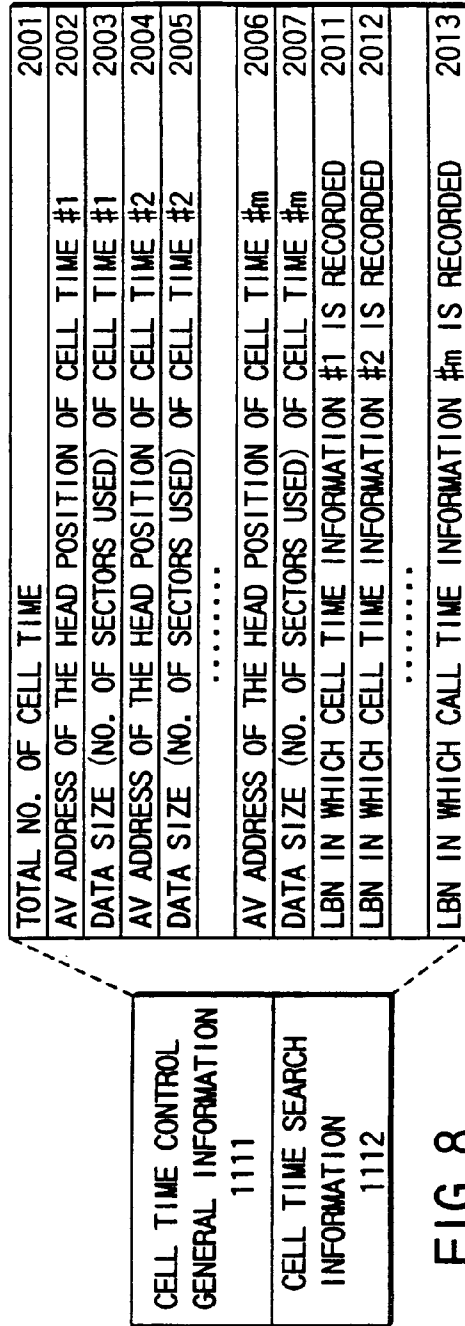 CELL TIME CONTROL
GENERAL INFORMATION
1111
CELL TIME SEARCH
INFORMATION
1112
TOTAL NO. OF CELL TIME 2001
AV ADDRESS OF THE HEAD POSITION OF CELL TIME #1 2002
DATA SIZE (NO. OF SECTORS USED) OF CELL TIME #1 2003
AV ADDRESS OF THE HEAD POSITION OF CELL TIME #2 2004
DATA SIZE (NO. OF SECTORS USED) OF CELL TIME #2 2005
........
AV ADDRESS OF THE HEAD POSITION OF CELL TIME #m 2006
DATA SIZE (NO. OF SECTORS USED) OF CELL TIME #m 2007
LBN IN WHICH CELL TIME INFORMATION #1 IS RECORDED 2011
LBN IN WHICH CELL TIME INFORMATION #2 IS RECORDED 2012
........
LBN IN WHICH CALL TIME INFORMATION #m IS RECORDED 2013
FIG. 8